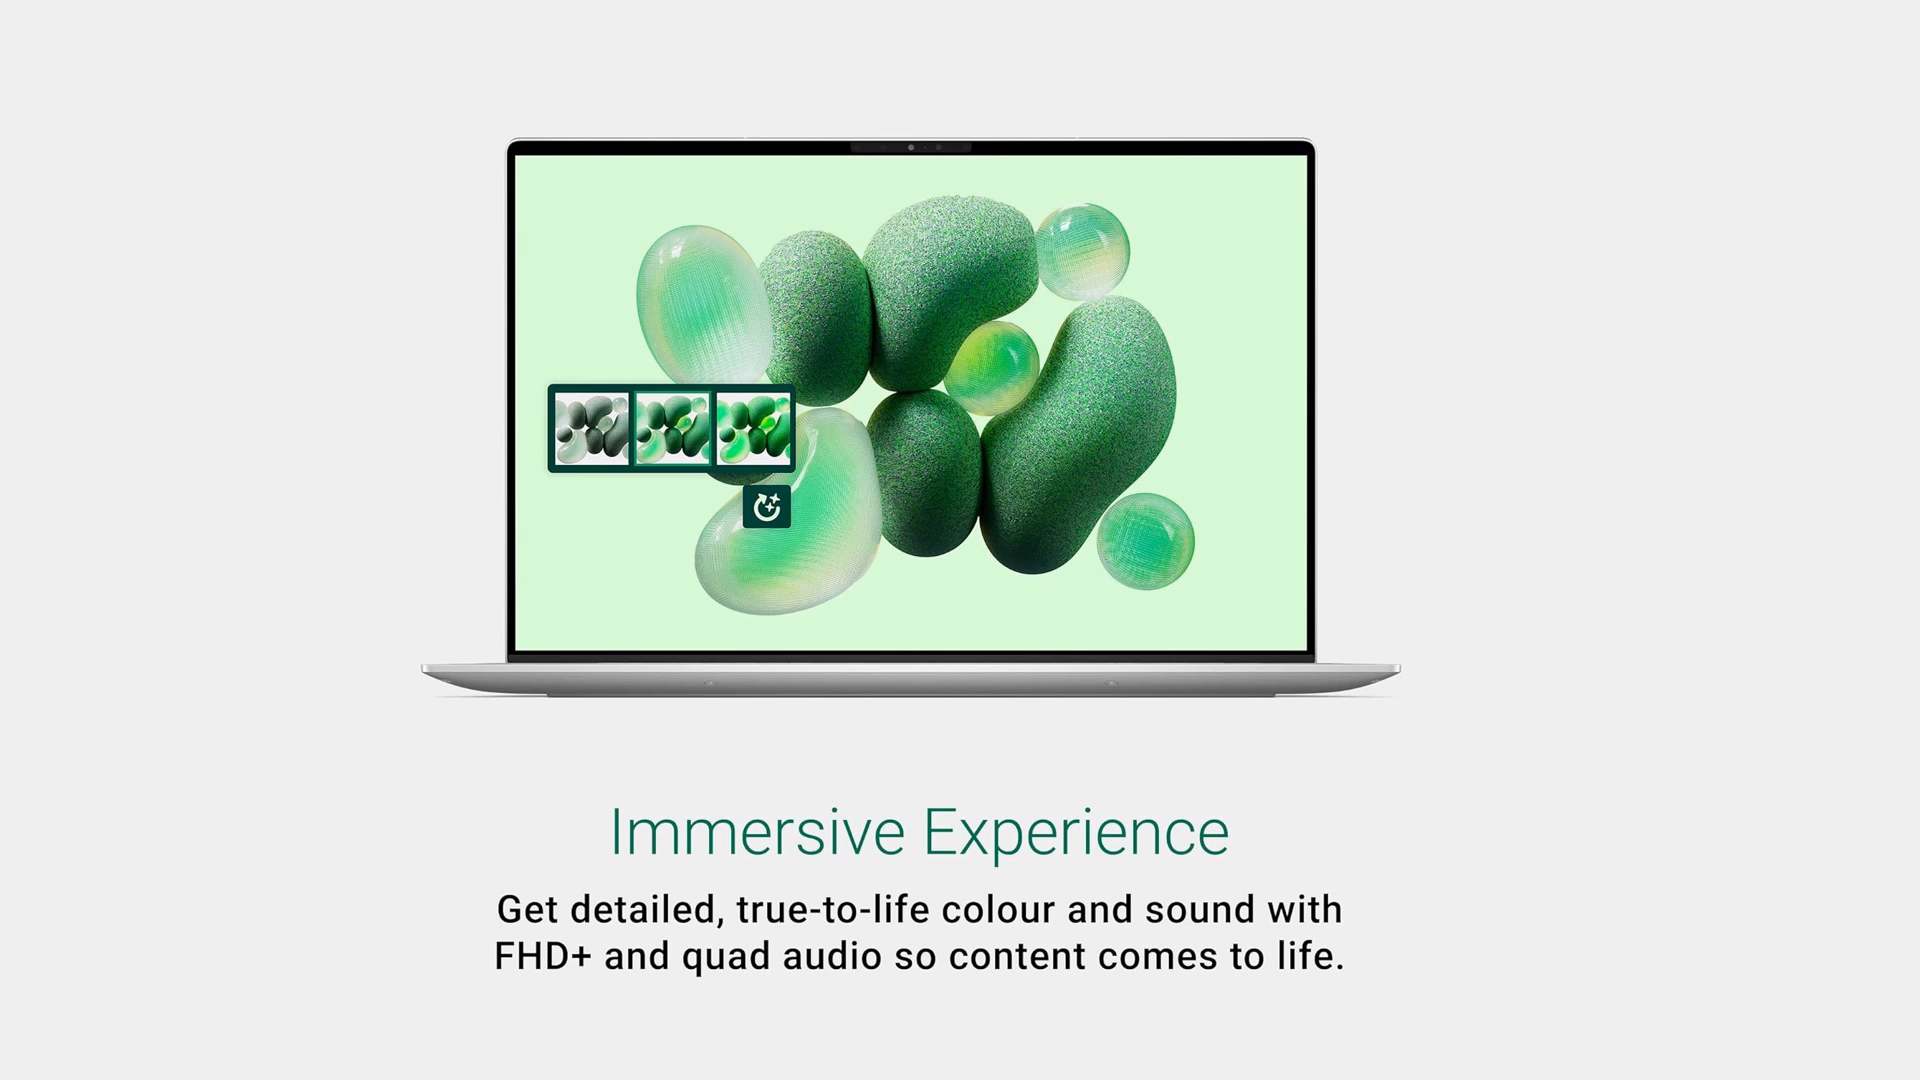 Immersive Experience
Get detailed, true-to-life colour and sound with
FHD+ and quad audio so content comes to life.